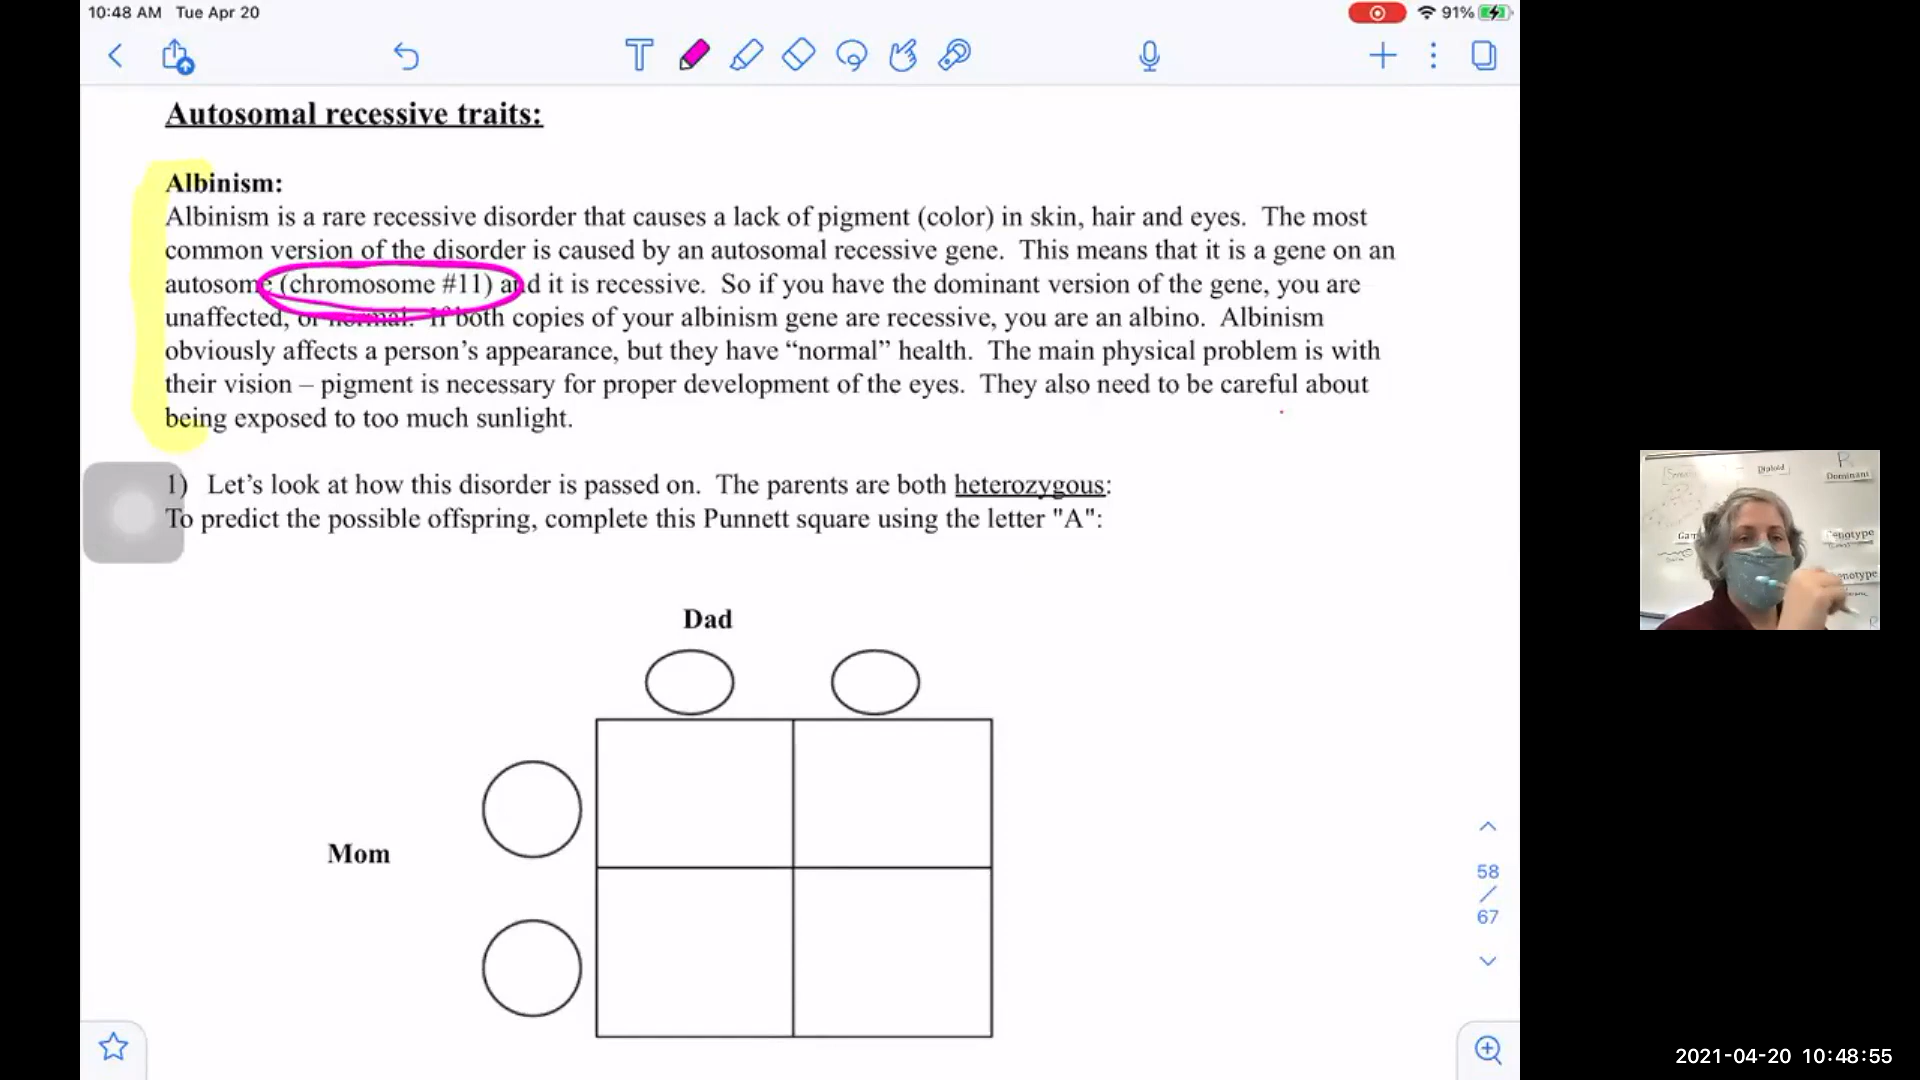 10:48 AM Tue Apr 20
91%
Autosomal recessive traits:
Albinism:
Albinism is a rare recessive disorder that causes a lack of pigment (color) in skin, hair and eyes. The most
common version of the disorder is caused by an autosomal recessive gene. This means that it is a gene on an
autosome (chromosome #11) and it is recessive. So if you have the dominant version of the gene, you are
unaffected, or normal. If both copies of your albinism gene are recessive, you are an albino. Albinism
obviously affects a person’s appearance, but they have “normal” health. The main physical problem is with
their vision – pigment is necessary for proper development of the eyes. They also need to be careful about
being exposed to too much sunlight.
1) Let’s look at how this disorder is passed on. The parents are both heterozygous:
To predict the possible offspring, complete this Punnett square using the letter "A":
Dad
Mom
58
/
67
Diploid
R
Dominant
2021-04-20 10:48:55